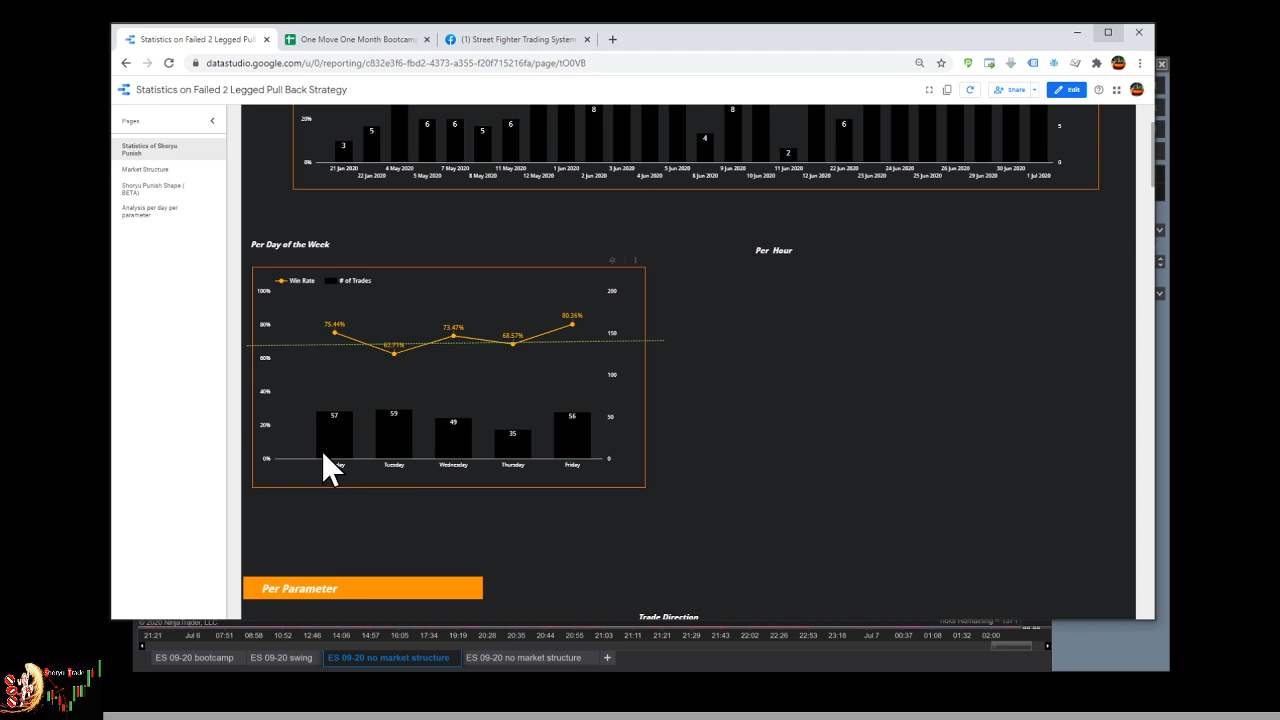 Statistics on Failed 2 Legged Pull
One Move One Month Bootcamp
(1) Street Fighter Trading System
datastudio.google.com/u/0/reporting/c832e3f6-fbd2-4373-a355-f20f715216fa/page/tO0VB
Statistics on Failed 2 Legged Pull Back Strategy
Share
Edit
Pages
Statistics of Shoryu
Punish
Market Structure
Shoryu Punish Shape (
BETA)
Analysis per day per
parameter
20%
0%
3
5
6
6
5
6
8
4
8
2
6
5
0
21 Jan 2020
4 May 2020
7 May 2020
11 May 2020
1 Jun 2020
3 Jun 2020
5 Jun 2020
9 Jun 2020
11 Jun 2020
15 Jun 2020
22 Jun 2020
24 Jun 2020
26 Jun 2020
30 Jun 2020
22 Jan 2020
5 May 2020
8 May 2020
12 May 2020
2 Jun 2020
4 Jun 2020
8 Jun 2020
10 Jun 2020
12 Jun 2020
16 Jun 2020
23 Jun 2020
25 Jun 2020
29 Jun 2020
1 Jul 2020
Per Day of the Week
Per Hour
Win Rate
# of Trades
100%
80%
60%
40%
20%
0%
200
150
100
50
0
75.44%
62.71%
73.47%
68.57%
80.36%
57
59
49
35
56
day
Tuesday
Wednesday
Thursday
Friday
Per Parameter
Trade Direction
© 2020 NinjaTrader, LLC
21:21
Jul 6
07:51
08:58
10:52
12:46
14:06
14:57
16:08
17:34
19:19
20:28
20:35
20:44
20:55
21:03
21:11
21:21
21:29
21:43
22:02
22:26
22:53
23:18
Jul 7
00:37
01:08
01:32
02:00
ES 09-20 bootcamp
ES 09-20 swing
ES 09-20 no market structure
ES 09-20 no market structure
Shoryu Trade